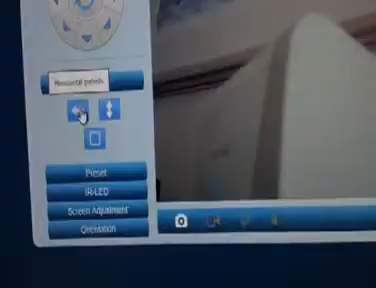 Horizontal patrols
Preset
IR-LED
Screen Adjustment
Orientation